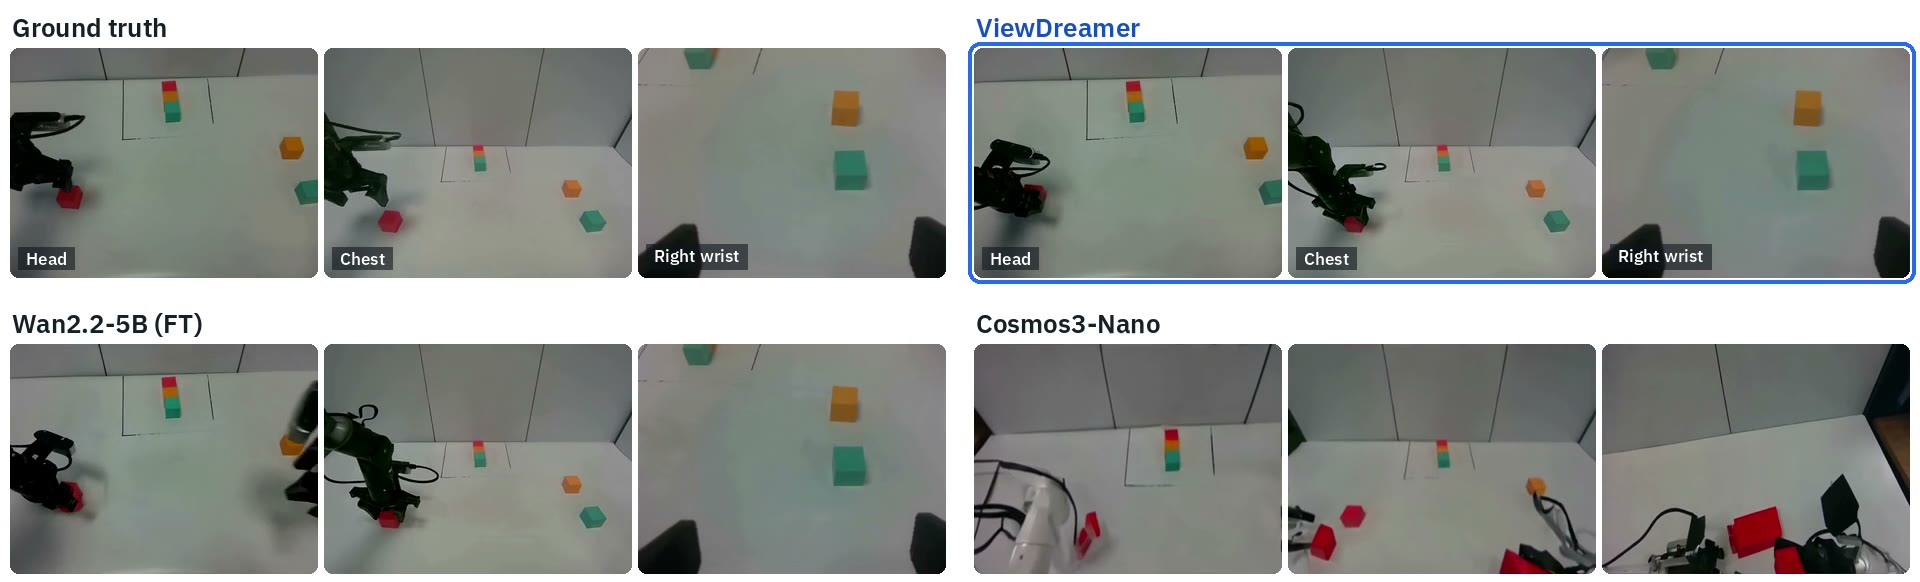 Ground truth
ViewDreamer
Head
Chest
Right wrist
Head
Chest
Right wrist
Wan2.2-5B (FT)
Cosmos3-Nano